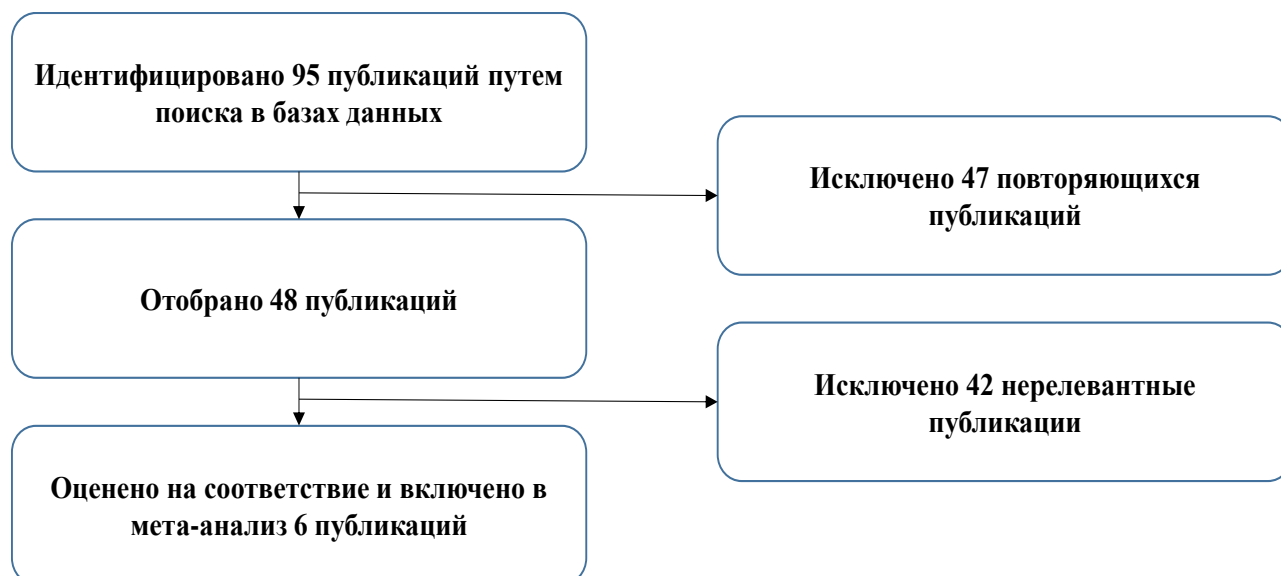 Идентифицировано 95 публикаций путем
поиска в базах данных
Исключено 47 повторяющихся
публикаций
Отобрано 48 публикаций
Исключено 42 нерелевантные
публикации
Оценено на соответствие и включено в
мета-анализ 6 публикаций